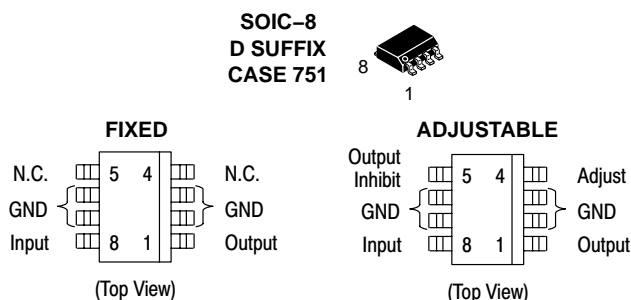 SOIC−8
D SUFFIX
CASE 751
8
1
FIXED
N.C. 5 4 N.C.
GND GND
Input 8 1 Output
(Top View)
ADJUSTABLE
Output
Inhibit 5 4 Adjust
GND GND
Input 8 1 Output
(Top View)